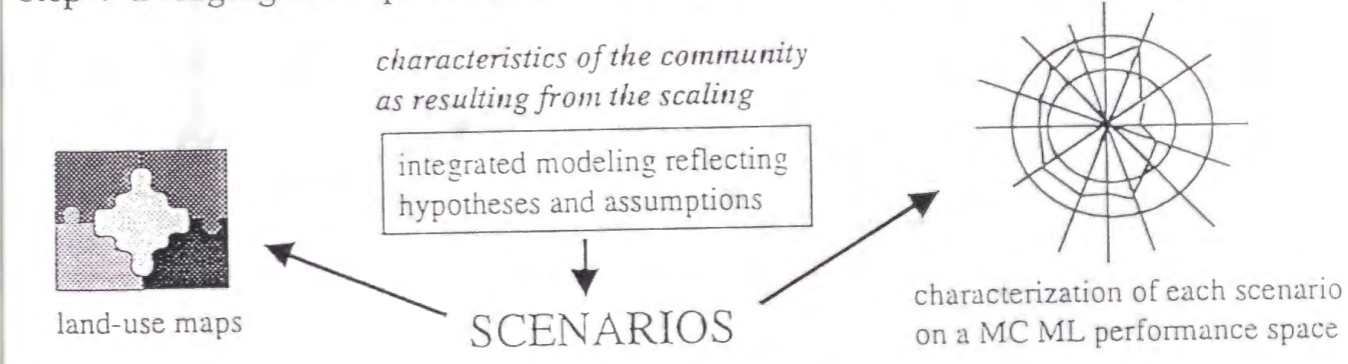 characteristics of the community
as resulting from the scaling
integrated modeling reflecting
hypotheses and assumptions
land-use maps
SCENARIOS
characterization of each scenario
on a MC ML performance space